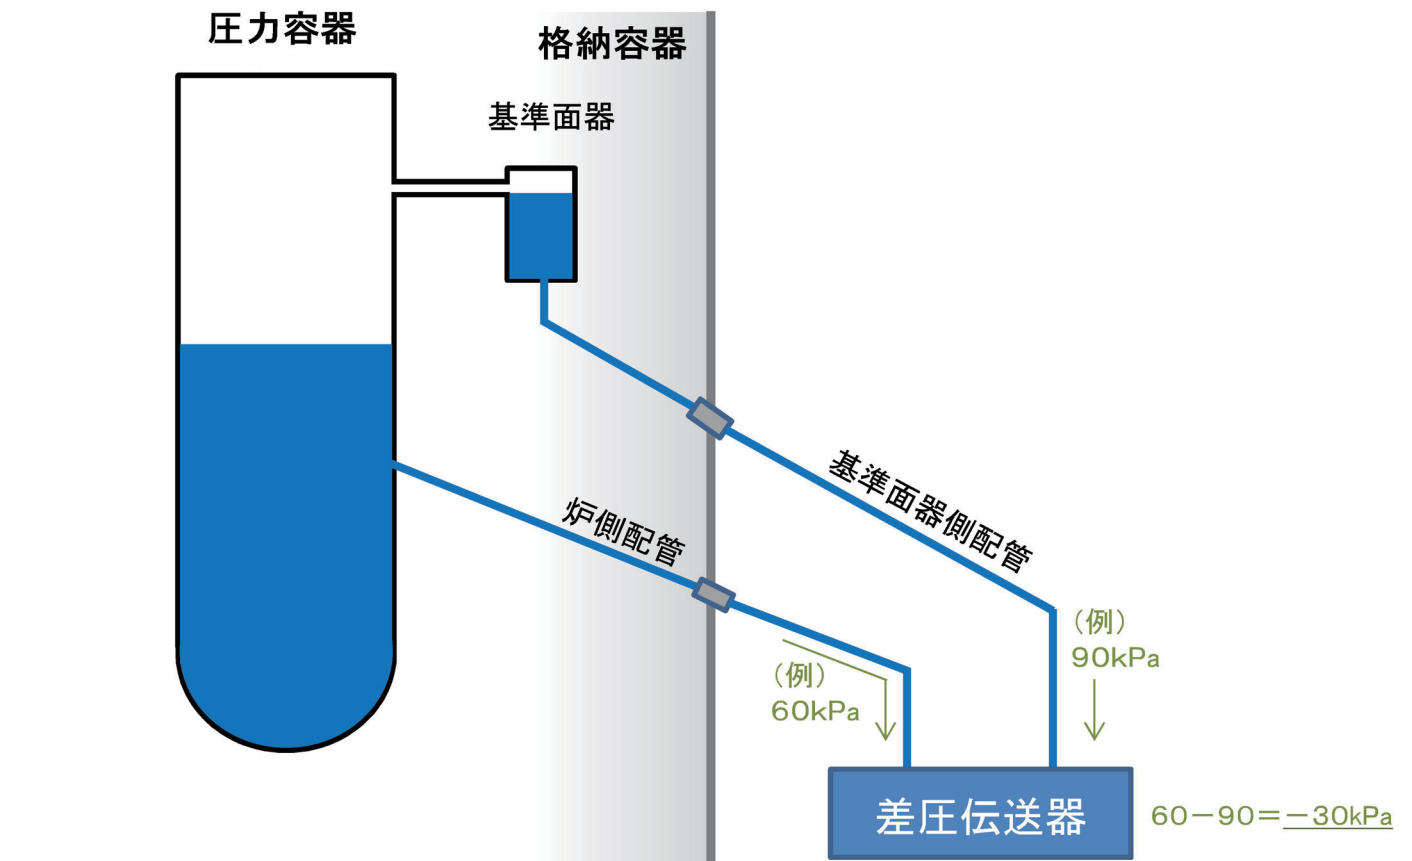 圧力容器
格納容器
基準面器
基準面器側配管
炉側配管
(例)
90kPa
(例)
60kPa
差圧伝送器
60－90＝－30kPa